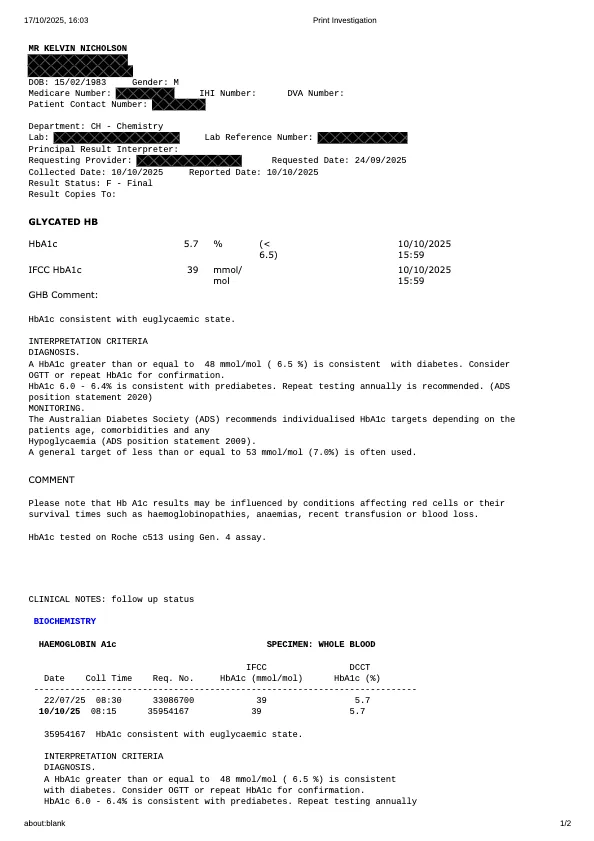 17/10/2025, 16:03 Print Investigation
MR KELVIN NICHOLSON
DOB: 15/02/1983 Gender: M
Medicare Number: IHI Number: DVA Number:
Patient Contact Number:
Department: CH - Chemistry
Lab: Lab Reference Number:
Principal Result Interpreter:
Requesting Provider: Requested Date: 24/09/2025
Collected Date: 10/10/2025 Reported Date: 10/10/2025
Result Status: F - Final
Result Copies To:
GLYCATED HB
HbA1c 5.7 % (< 6.5) 10/10/2025 15:59
IFCC HbA1c 39 mmol/mol 10/10/2025 15:59
GHB Comment:
HbA1c consistent with euglycaemic state.
INTERPRETATION CRITERIA
DIAGNOSIS.
A HbA1c greater than or equal to 48 mmol/mol ( 6.5 %) is consistent with diabetes. Consider
OGTT or repeat HbA1c for confirmation.
HbA1c 6.0 - 6.4% is consistent with prediabetes. Repeat testing annually is recommended. (ADS
position statement 2020)
MONITORING.
The Australian Diabetes Society (ADS) recommends individualised HbA1c targets depending on the
patients age, comorbidities and any
Hypoglycaemia (ADS position statement 2009).
A general target of less than or equal to 53 mmol/mol (7.0%) is often used.
COMMENT
Please note that Hb A1c results may be influenced by conditions affecting red cells or their
survival times such as haemoglobinopathies, anaemias, recent transfusion or blood loss.
HbA1c tested on Roche c513 using Gen. 4 assay.
CLINICAL NOTES: follow up status
BIOCHEMISTRY
HAEMOGLOBIN A1c SPECIMEN: WHOLE BLOOD
IFCC DCCT
Date Coll Time Req. No. HbA1c (mmol/mol) HbA1c (%)
------------------------------------------------------------------------
22/07/25 08:30 33086700 39 5.7
10/10/25 08:15 35954167 39 5.7
35954167 HbA1c consistent with euglycaemic state.
INTERPRETATION CRITERIA
DIAGNOSIS.
A HbA1c greater than or equal to 48 mmol/mol ( 6.5 %) is consistent
with diabetes. Consider OGTT or repeat HbA1c for confirmation.
HbA1c 6.0 - 6.4% is consistent with prediabetes. Repeat testing annually
about:blank 1/2